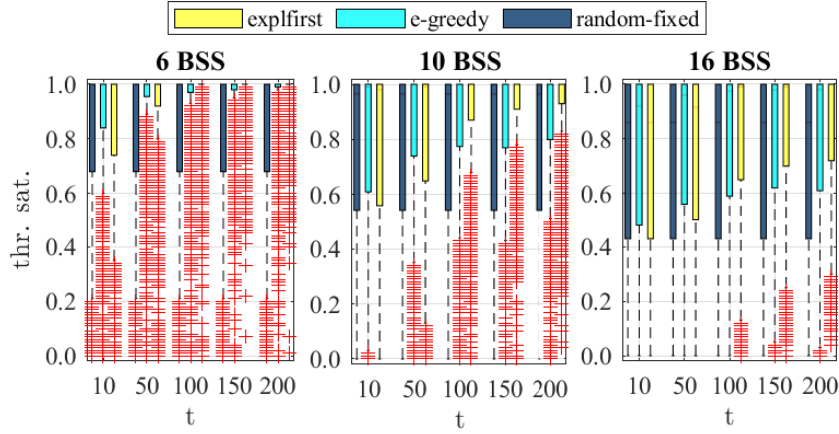 explfirst e-greedy random-fixed
6 BSS 10 BSS 16 BSS
thr. sat.
1.0 1.0 1.0
0.8 0.8 0.8
0.6 0.6 0.6
0.4 0.4 0.4
0.2 0.2 0.2
0.0 0.0 0.0
10 50 100 150 200 10 50 100 150 200 10 50 100 150 200
t t t